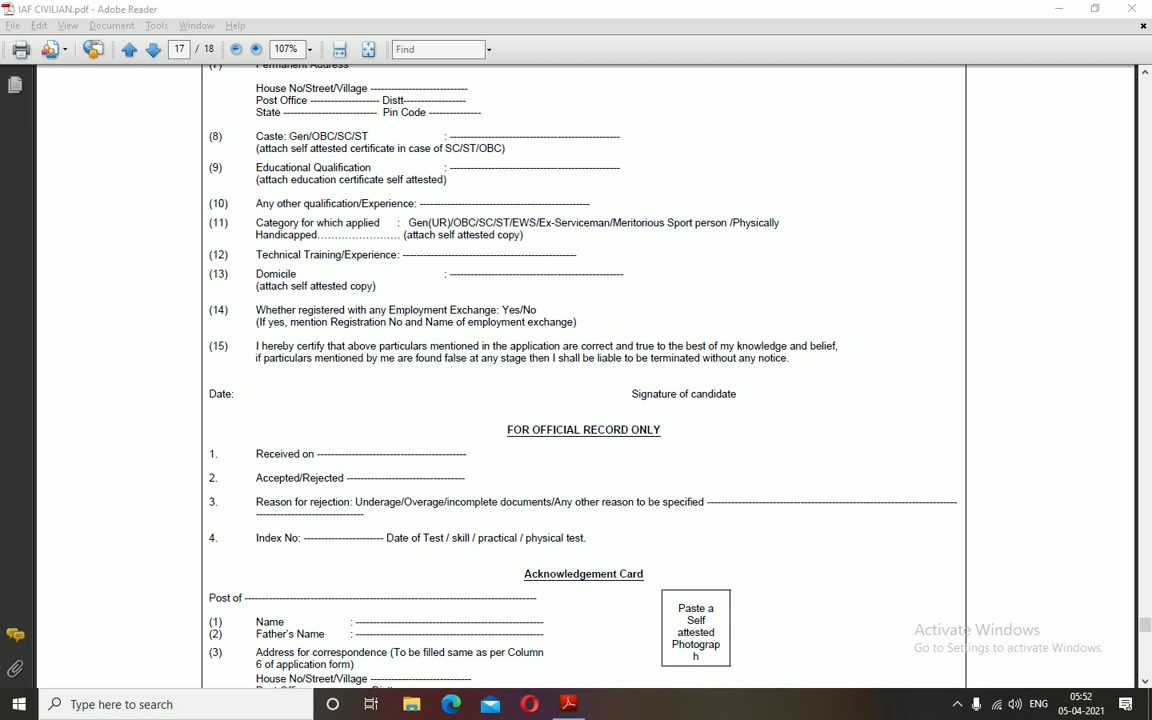 IAF CIVILIAN.pdf - Adobe Reader
File Edit View Document Tools Window Help
17 / 18 107% Find
(7) Permanent Address
House No/Street/Village ----------------------------
Post Office -------------------- Distt------------------
State --------------------------- Pin Code ---------------
(8) Caste: Gen/OBC/SC/ST : -------------------------------------------------
(attach self attested certificate in case of SC/ST/OBC)
(9) Educational Qualification : -------------------------------------------------
(attach education certificate self attested)
(10) Any other qualification/Experience: -------------------------------------------------
(11) Category for which applied : Gen(UR)/OBC/SC/ST/EWS/Ex-Serviceman/Meritorious Sport person /Physically
Handicapped…………………… (attach self attested copy)
(12) Technical Training/Experience: --------------------------------------------------
(13) Domicile : --------------------------------------------------
(attach self attested copy)
(14) Whether registered with any Employment Exchange: Yes/No
(If yes, mention Registration No and Name of employment exchange)
(15) I hereby certify that above particulars mentioned in the application are correct and true to the best of my knowledge and belief,
if particulars mentioned by me are found false at any stage then I shall be liable to be terminated without any notice.
Date: Signature of candidate
FOR OFFICIAL RECORD ONLY
1. Received on -------------------------------------------
2. Accepted/Rejected ----------------------------------
3. Reason for rejection: Underage/Overage/incomplete documents/Any other reason to be specified ------------------------------------------------------------------------
-------------------------------
4. Index No: ----------------------- Date of Test / skill / practical / physical test.
Acknowledgement Card
Post of ------------------------------------------------------------------------------------
(1) Name : ------------------------------------------------------
(2) Father's Name : ------------------------------------------------------
(3) Address for correspondence (To be filled same as per Column
6 of application form)
House No/Street/Village -----------------------------
Paste a
Self
attested
Photograp
h
Activate Windows
Go to Settings to activate Windows.
Type here to search
ENG
05:52
05-04-2021